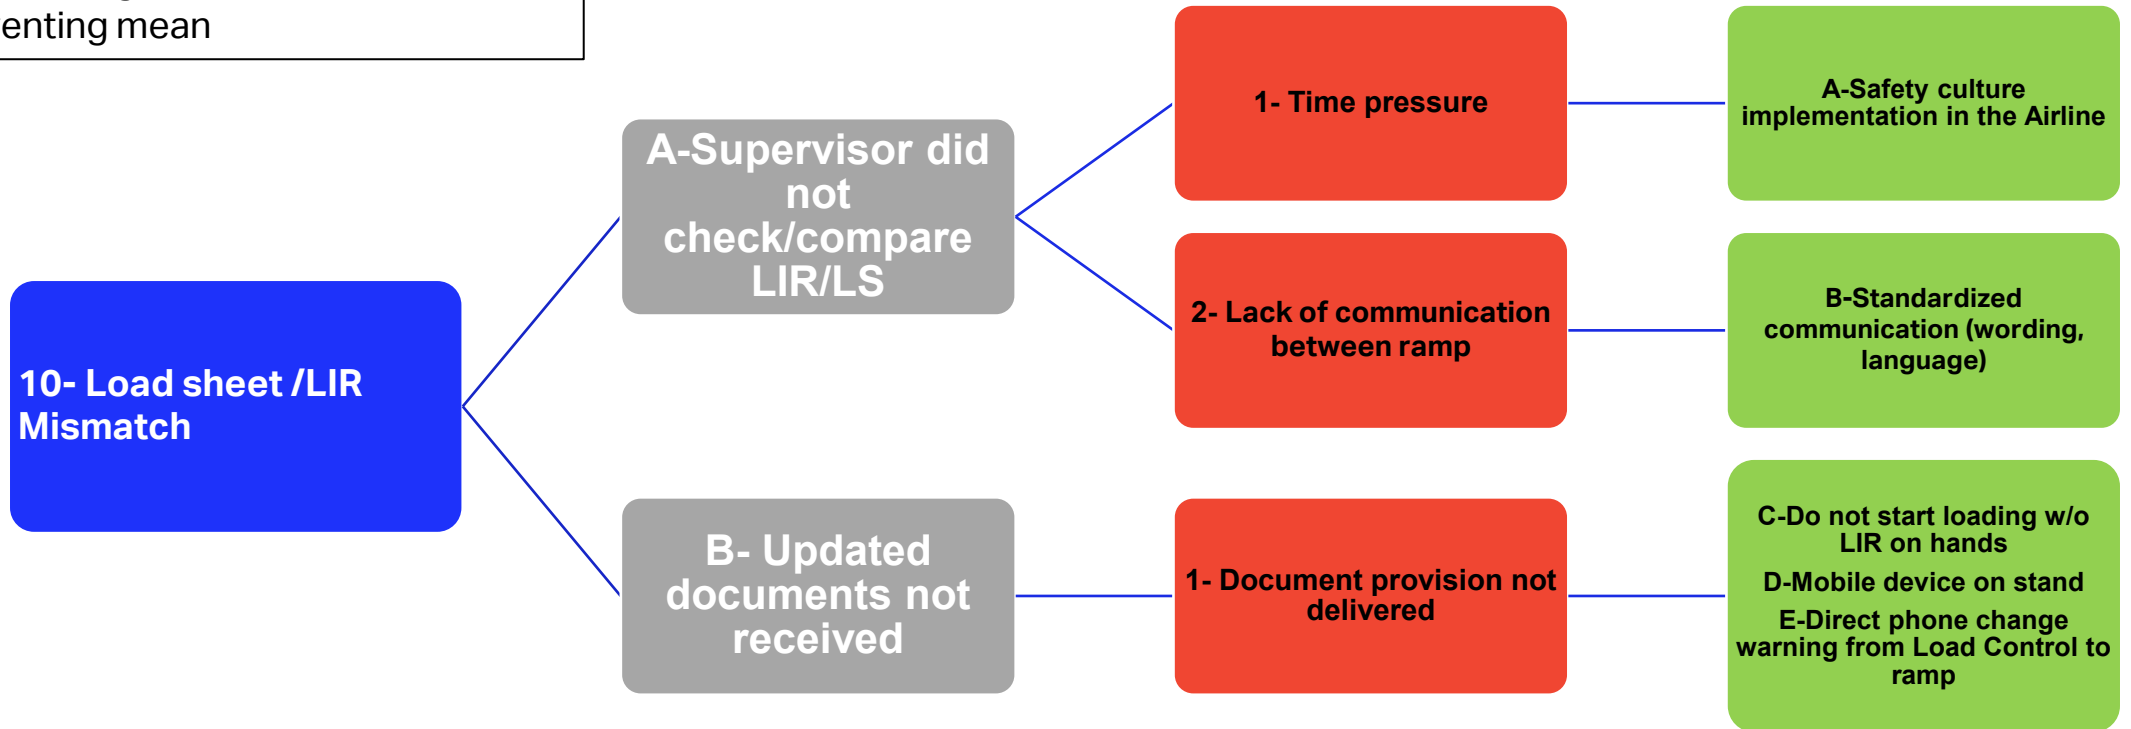 enting mean
10- Load sheet /LIR
Mismatch
A-Supervisor did
not
check/compare
LIR/LS
B- Updated
documents not
received
1- Time pressure
2- Lack of communication
between ramp
1- Document provision not
delivered
A-Safety culture
implementation in the Airline
B-Standardized
communication (wording,
language)
C-Do not start loading w/o
LIR on hands
D-Mobile device on stand
E-Direct phone change
warning from Load Control to
ramp